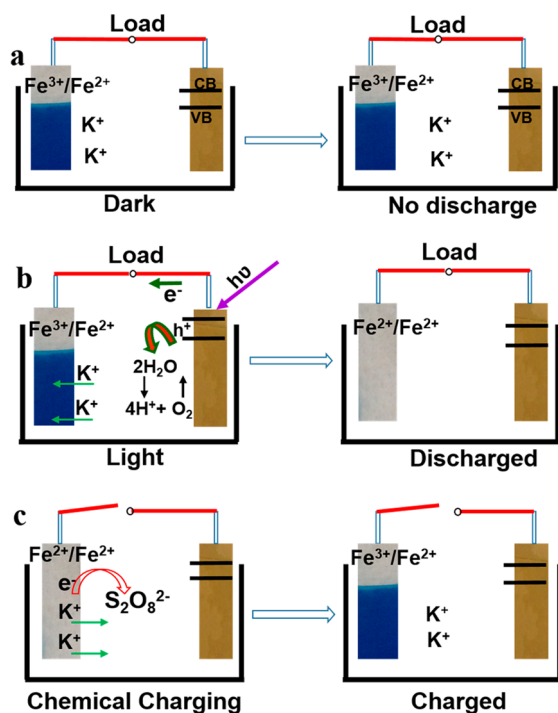 a
Load
Load
Fe³⁺/Fe²⁺
CB
VB
K⁺
K⁺
Fe³⁺/Fe²⁺
CB
VB
K⁺
K⁺
Dark
No discharge
b
Load
Load
e⁻
hυ
Fe³⁺/Fe²⁺
h⁺
K⁺
K⁺
2H₂O
4H⁺+ O₂
Fe²⁺/Fe²⁺
Light
Discharged
c
Fe²⁺/Fe²⁺
e⁻
S₂O₈²⁻
K⁺
K⁺
Fe³⁺/Fe²⁺
K⁺
K⁺
Chemical Charging
Charged